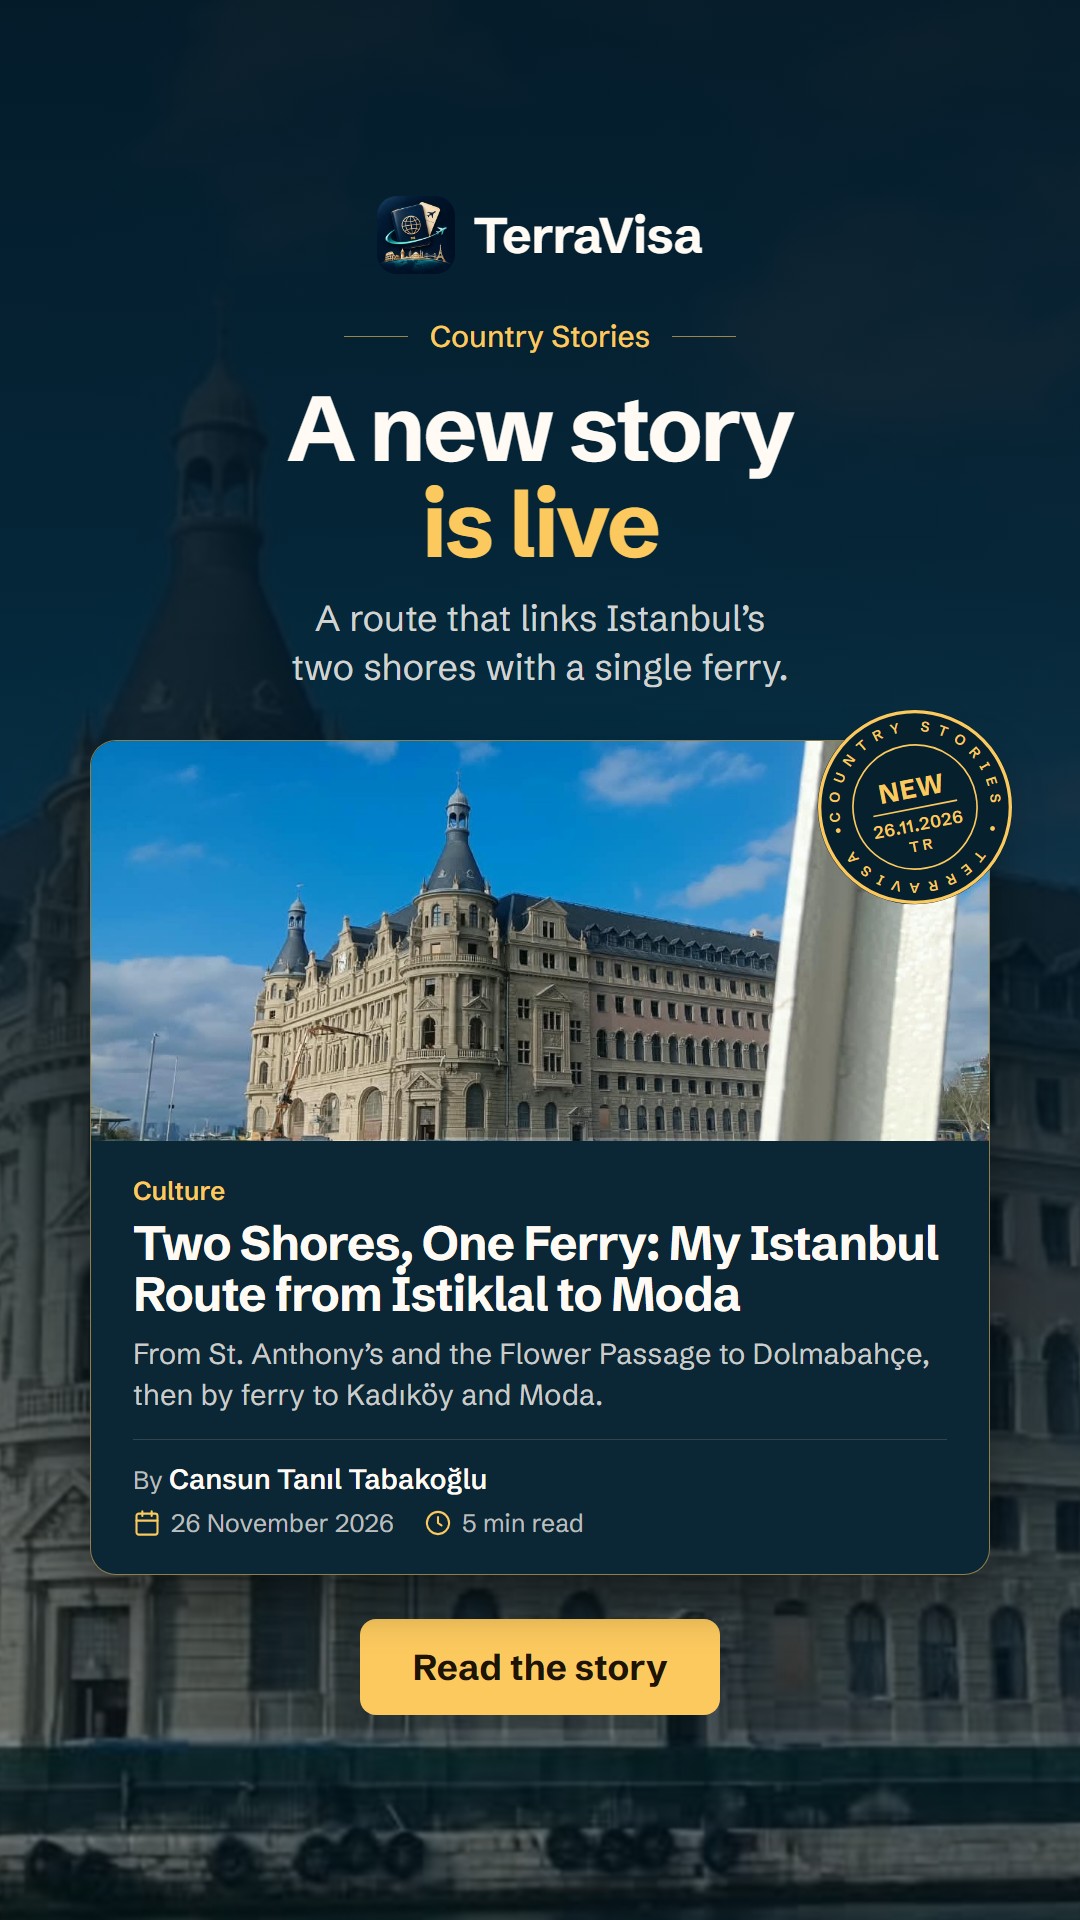 TerraVisa
Country Stories
A new story
is live
A route that links Istanbul’s
two shores with a single ferry.
COUNTRY STORIES • TERRAVISA •
NEW
26.11.2026
TR
Culture
Two Shores, One Ferry: My Istanbul
Route from İstiklal to Moda
From St. Anthony’s and the Flower Passage to Dolmabahçe,
then by ferry to Kadıköy and Moda.
By Cansun Tanıl Tabakoğlu
26 November 2026 5 min read
Read the story